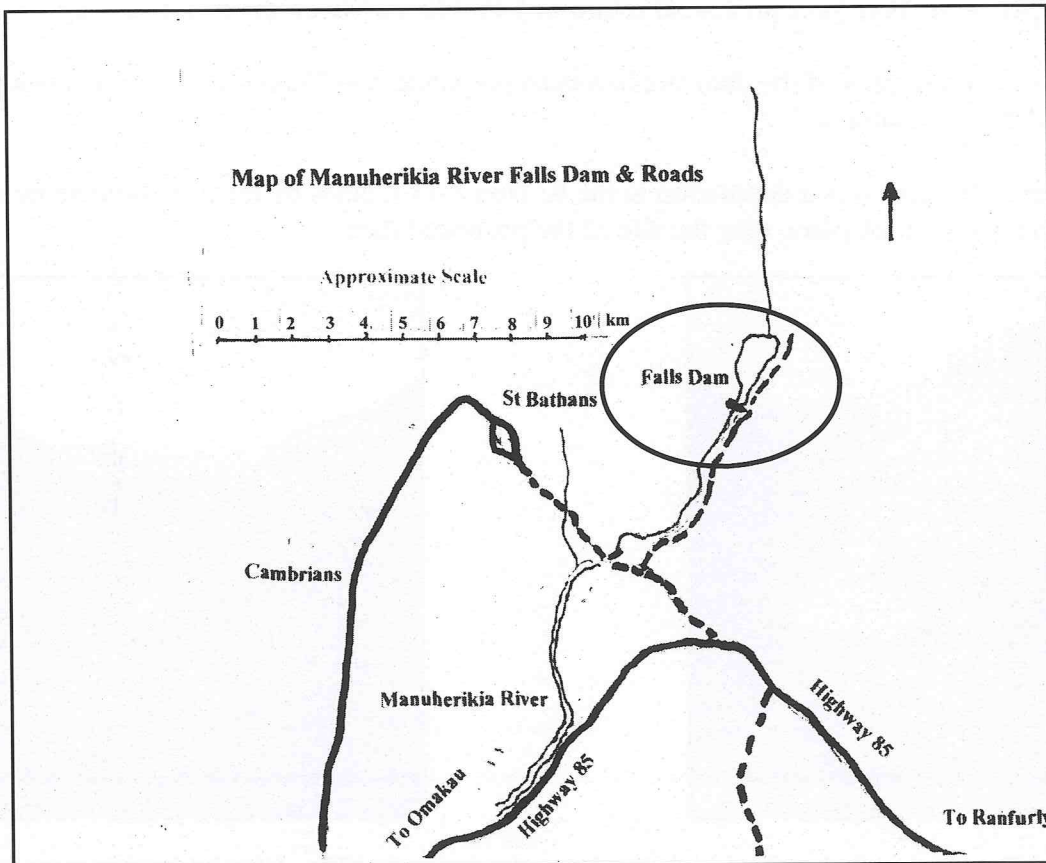 Map of Manuherikia River Falls Dam & Roads
Approximate Scale
0 1 2 3 4 5 6 7 8 9 10 km
Falls Dam
St Bathans
Cambrians
Manuherikia River
Highway 85
To Omakau
Highway 85
To Ranfurly